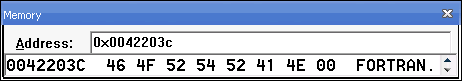 Memory
Address: 0x0042203c
0042203C 46 4F 52 54 52 41 4E 00 FORTRAN.